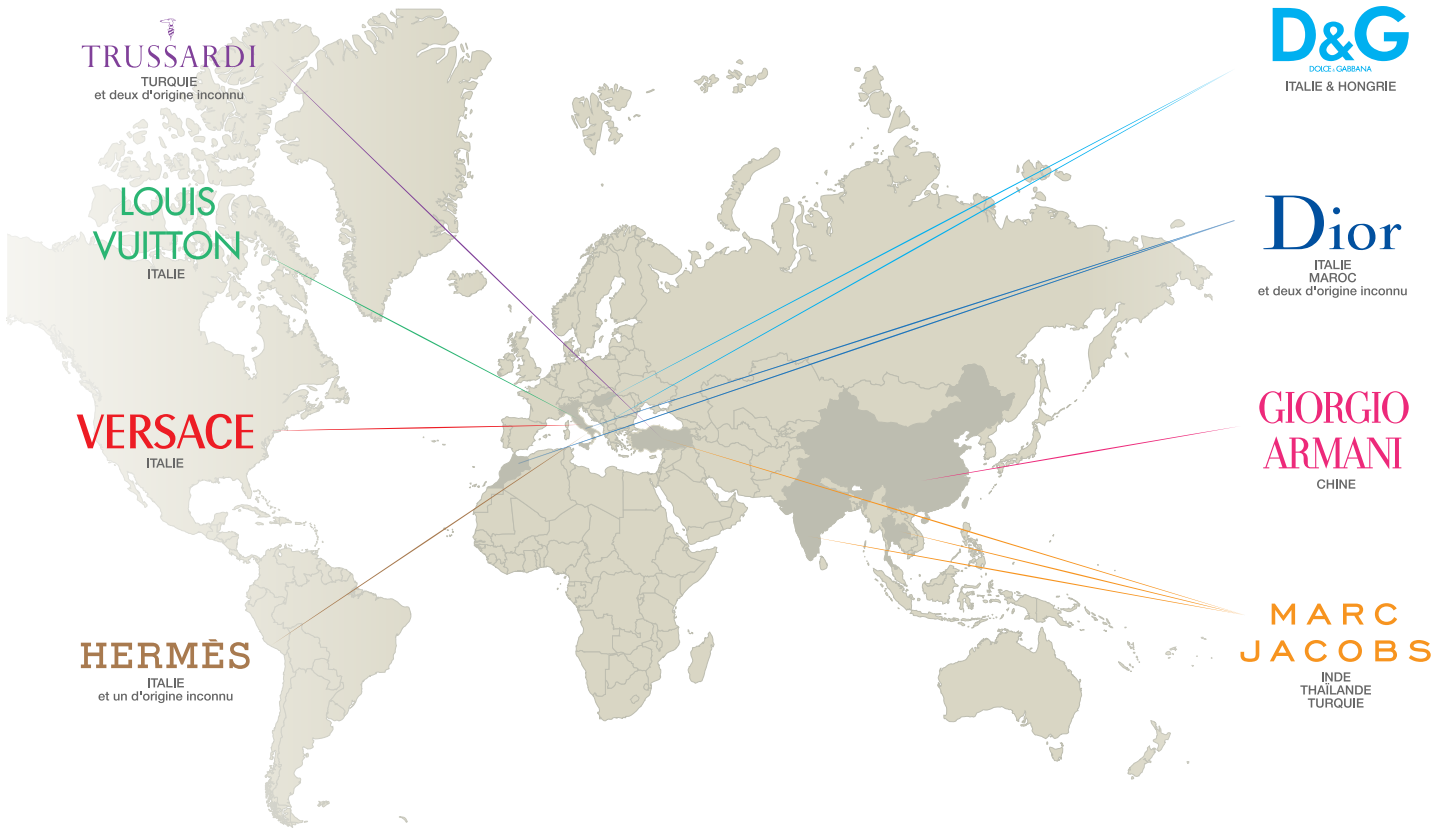 TRUSSARDI
TURQUIE
et deux d'origine inconnu
LOUIS
VUITTON
ITALIE
VERSACE
ITALIE
HERMÈS
ITALIE
et un d'origine inconnu
D&G
DOLCE & GABBANA
ITALIE & HONGRIE
Dior
ITALIE
MAROC
et deux d'origine inconnu
GIORGIO
ARMANI
CHINE
MARC
JACOBS
INDE
THAÏLANDE
TURQUIE